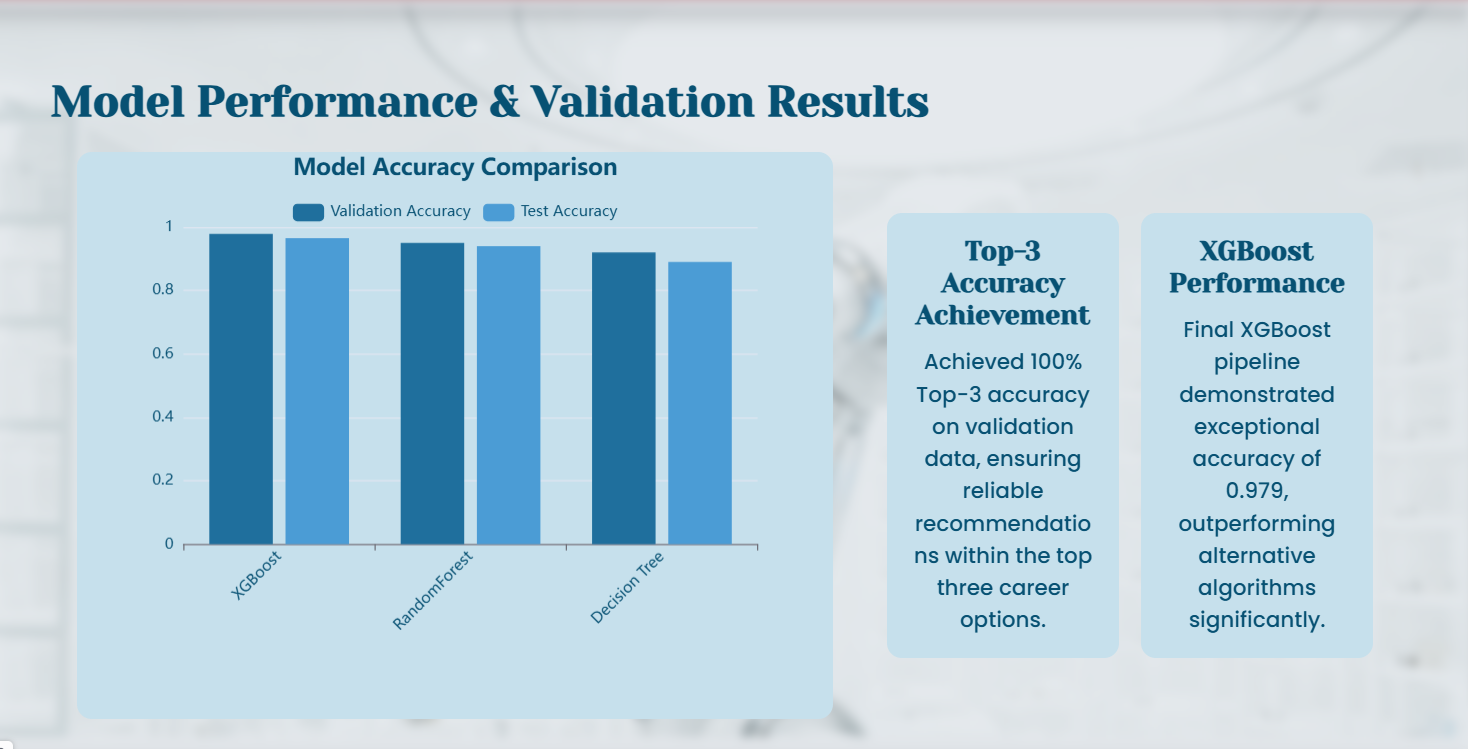 Model Performance & Validation Results
Model Accuracy Comparison
Validation Accuracy
Test Accuracy
1
0.8
0.6
0.4
0.2
0
XGBoost
RandomForest
Decision Tree
Top-3
Accuracy
Achievement
Achieved 100%
Top-3 accuracy
on validation
data, ensuring
reliable
recommendatio
ns within the top
three career
options.
XGBoost
Performance
Final XGBoost
pipeline
demonstrated
exceptional
accuracy of
0.979,
outperforming
alternative
algorithms
significantly.